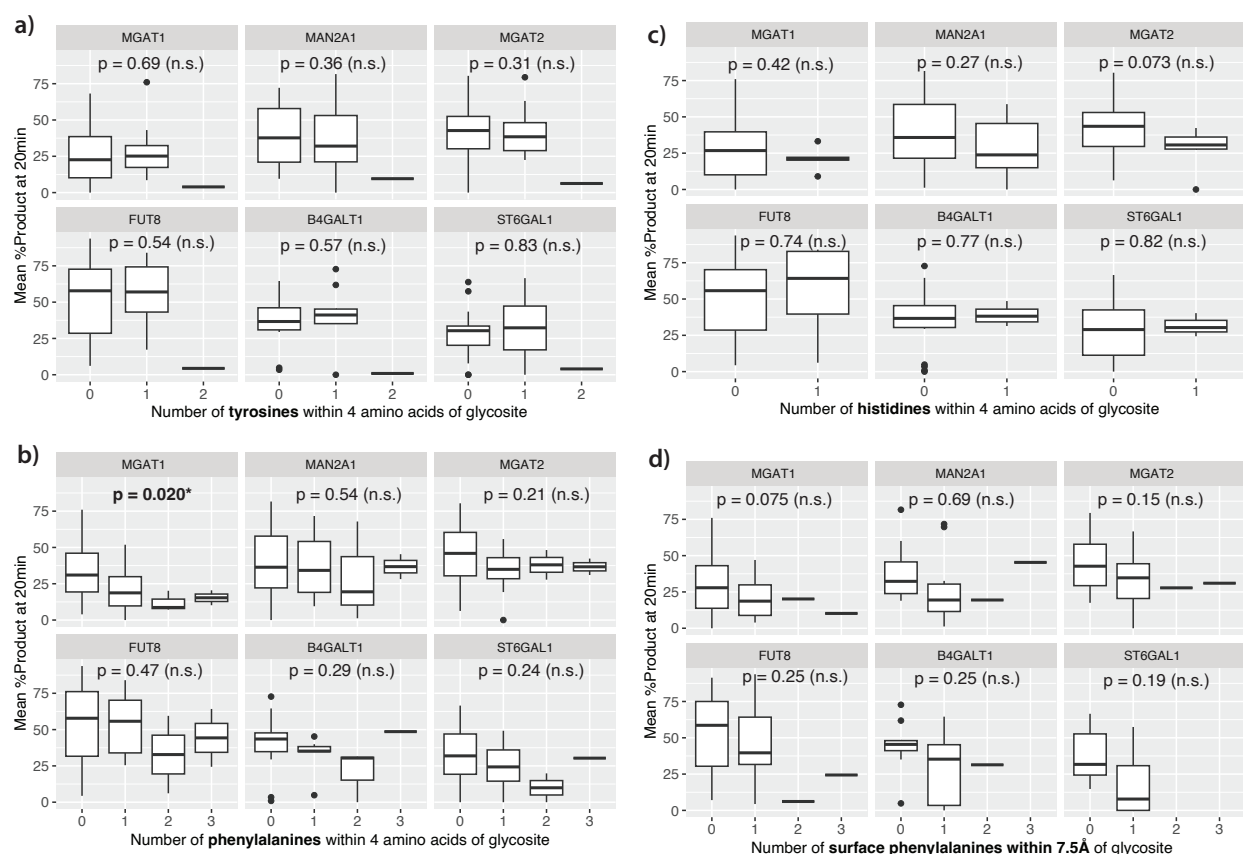 a)
MGAT1 MAN2A1 MGAT2
p = 0.69 (n.s.) p = 0.36 (n.s.) p = 0.31 (n.s.)
75
50
25
0
FUT8 B4GALT1 ST6GAL1
p = 0.54 (n.s.) p = 0.57 (n.s.) p = 0.83 (n.s.)
75
50
25
0
0 1 2 0 1 2 0 1 2
Mean %Product at 20min
Number of tyrosines within 4 amino acids of glycosite
b)
MGAT1 MAN2A1 MGAT2
p = 0.020* p = 0.54 (n.s.) p = 0.21 (n.s.)
75
50
25
0
FUT8 B4GALT1 ST6GAL1
p = 0.47 (n.s.) p = 0.29 (n.s.) p = 0.24 (n.s.)
75
50
25
0
0 1 2 3 0 1 2 3 0 1 2 3
Mean %Product at 20min
Number of phenylalanines within 4 amino acids of glycosite
c)
MGAT1 MAN2A1 MGAT2
p = 0.42 (n.s.) p = 0.27 (n.s.) p = 0.073 (n.s.)
75
50
25
0
FUT8 B4GALT1 ST6GAL1
p = 0.74 (n.s.) p = 0.77 (n.s.) p = 0.82 (n.s.)
75
50
25
0
0 1 0 1 0 1
Mean %Product at 20min
Number of histidines within 4 amino acids of glycosite
d)
MGAT1 MAN2A1 MGAT2
p = 0.075 (n.s.) p = 0.69 (n.s.) p = 0.15 (n.s.)
75
50
25
0
FUT8 B4GALT1 ST6GAL1
p = 0.25 (n.s.) p = 0.25 (n.s.) p = 0.19 (n.s.)
75
50
25
0
0 1 2 3 0 1 2 3 0 1 2 3
Mean %Product at 20min
Number of surface phenylalanines within 7.5Å of glycosite